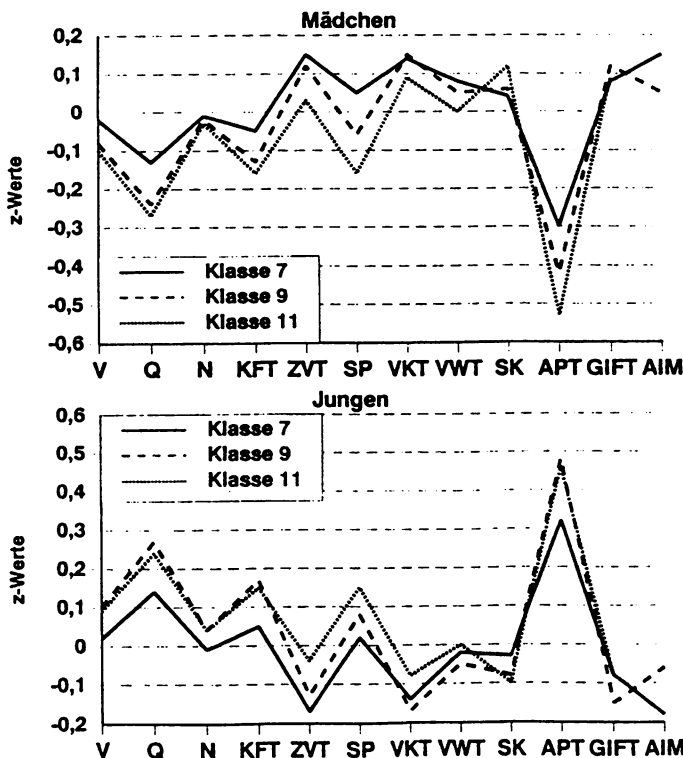 Mädchen
z-Werte
0,2
0,1
0
-0,1
-0,2
-0,3
-0,4
-0,5
-0,6
Klasse 7
Klasse 9
Klasse 11
V Q N KFT ZVT SP VKT VWT SK APT GIFT AIM
Jungen
z-Werte
0,6
0,5
0,4
0,3
0,2
0,1
0
-0,1
-0,2
Klasse 7
Klasse 9
Klasse 11
V Q N KFT ZVT SP VKT VWT SK APT GIFT AIM